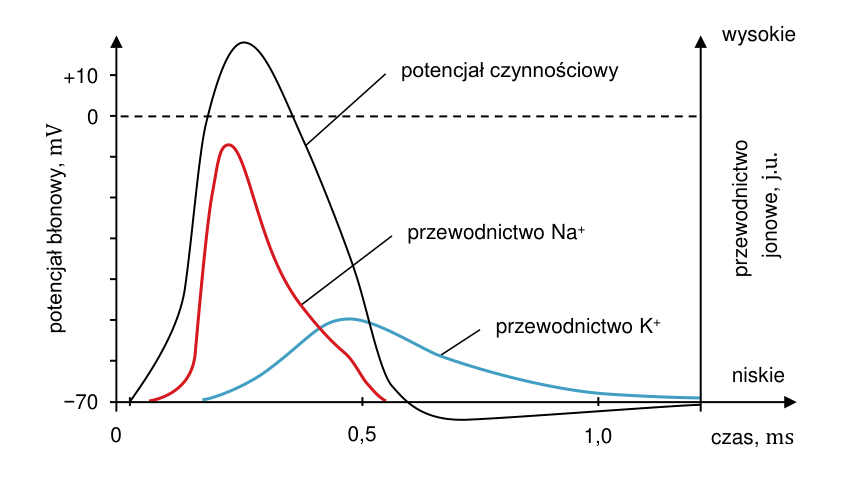 wysokie
+10
potencjał czynnościowy
0
potencjał błonowy, mV
przewodnictwo
jonowe, j.u.
przewodnictwo Na⁺
przewodnictwo K⁺
niskie
−70
0
0,5
1,0
czas, ms